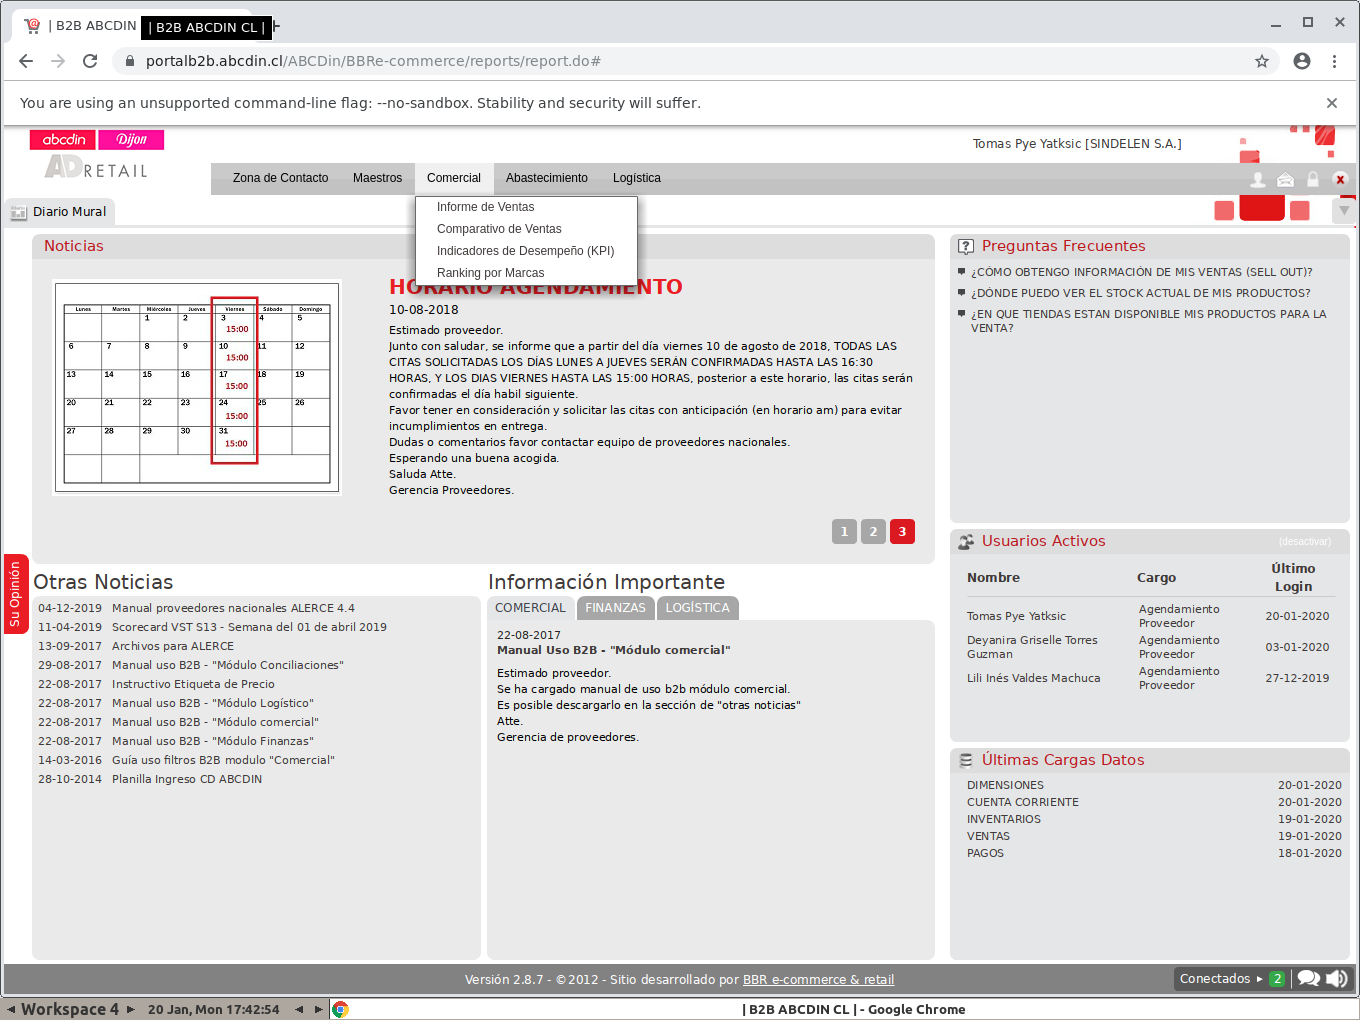 | B2B ABCDIN
| B2B ABCDIN CL |
portalb2b.abcdin.cl/ABCDin/BBRe-commerce/reports/report.do#
You are using an unsupported command-line flag: --no-sandbox. Stability and security will suffer.
abcdin Dijon
ADRETAIL
Tomas Pye Yatksic [SINDELEN S.A.]
Zona de Contacto Maestros Comercial Abastecimiento Logística
Diario Mural
Informe de Ventas
Comparativo de Ventas
Indicadores de Desempeño (KPI)
Ranking por Marcas
Noticias
Lunes Martes Miércoles Jueves Viernes Sábado Domingo
1 2 3 4 5
15:00
6 7 8 9 10 11 12
15:00
13 14 15 16 17 18 19
15:00
20 21 22 23 24 25 26
15:00
27 28 29 30 31
15:00
HORARIO AGENDAMIENTO
10-08-2018
Estimado proveedor.
Junto con saludar, se informe que a partir del día viernes 10 de agosto de 2018, TODAS LAS
CITAS SOLICITADAS LOS DÍAS LUNES A JUEVES SERÁN CONFIRMADAS HASTA LAS 16:30
HORAS, Y LOS DIAS VIERNES HASTA LAS 15:00 HORAS, posterior a este horario, las citas serán
confirmadas el día habil siguiente.
Favor tener en consideración y solicitar las citas con anticipación (en horario am) para evitar
incumplimientos en entrega.
Dudas o comentarios favor contactar equipo de proveedores nacionales.
Esperando una buena acogida.
Saluda Atte.
Gerencia Proveedores.
1 2 3
Su Opinión
Otras Noticias
04-12-2019 Manual proveedores nacionales ALERCE 4.4
11-04-2019 Scorecard VST S13 - Semana del 01 de abril 2019
13-09-2017 Archivos para ALERCE
29-08-2017 Manual uso B2B - "Módulo Conciliaciones"
22-08-2017 Instructivo Etiqueta de Precio
22-08-2017 Manual uso B2B - "Módulo Logístico"
22-08-2017 Manual uso B2B - "Módulo comercial"
22-08-2017 Manual uso B2B - "Módulo Finanzas"
14-03-2016 Guía uso filtros B2B modulo "Comercial"
28-10-2014 Planilla Ingreso CD ABCDIN
Información Importante
COMERCIAL FINANZAS LOGÍSTICA
22-08-2017
Manual Uso B2B - "Módulo comercial"
Estimado proveedor.
Se ha cargado manual de uso b2b módulo comercial.
Es posible descargarlo en la sección de "otras noticias"
Atte.
Gerencia de proveedores.
Preguntas Frecuentes
¿CÓMO OBTENGO INFORMACIÓN DE MIS VENTAS (SELL OUT)?
¿DÓNDE PUEDO VER EL STOCK ACTUAL DE MIS PRODUCTOS?
¿EN QUE TIENDAS ESTAN DISPONIBLE MIS PRODUCTOS PARA LA
VENTA?
Usuarios Activos (desactivar)
Nombre Cargo Último Login
Tomas Pye Yatksic Agendamiento Proveedor 20-01-2020
Deyanira Griselle Torres Guzman Agendamiento Proveedor 03-01-2020
Lili Inés Valdes Machuca Agendamiento Proveedor 27-12-2019
Últimas Cargas Datos
DIMENSIONES 20-01-2020
CUENTA CORRIENTE 20-01-2020
INVENTARIOS 19-01-2020
VENTAS 19-01-2020
PAGOS 18-01-2020
Versión 2.8.7 - ©2012 - Sitio desarrollado por BBR e-commerce & retail
Conectados 2
Workspace 4 20 Jan, Mon 17:42:54 | B2B ABCDIN CL | - Google Chrome